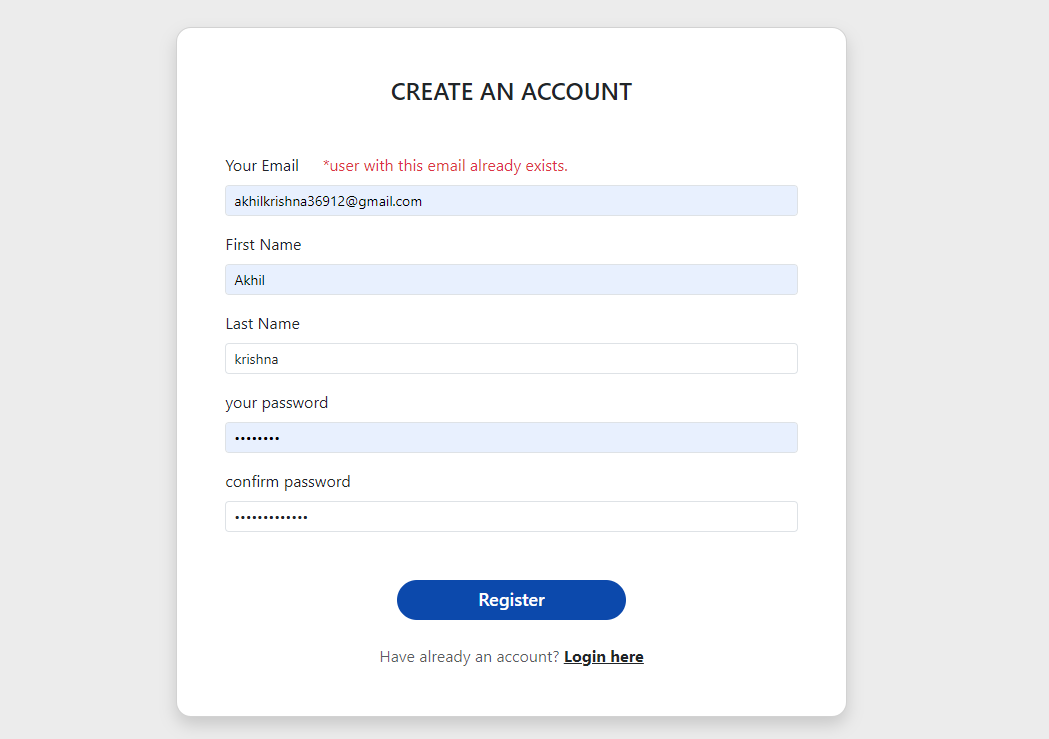 CREATE AN ACCOUNT
Your Email *user with this email already exists.
akhilkrishna36912@gmail.com
First Name
Akhil
Last Name
krishna
your password
••••••••
confirm password
•••••••••••••
Register
Have already an account? Login here